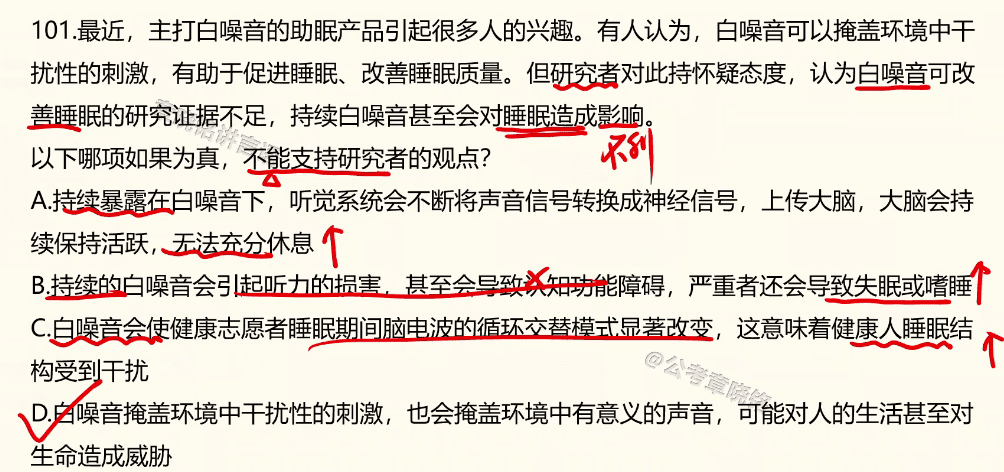 101.最近，主打白噪音的助眠产品引起很多人的兴趣。有人认为，白噪音可以掩盖环境中干
扰性的刺激，有助于促进睡眠、改善睡眠质量。但研究者对此持怀疑态度，认为白噪音可改
善睡眠的研究证据不足，持续白噪音甚至会对睡眠造成影响。
不利
以下哪项如果为真，不能支持研究者的观点？
A.持续暴露在白噪音下，听觉系统会不断将声音信号转换成神经信号，上传大脑，大脑会持
续保持活跃，无法充分休息
B.持续的白噪音会引起听力的损害，甚至会导致认知功能障碍，严重者还会导致失眠或嗜睡
C.白噪音会使健康志愿者睡眠期间脑电波的循环交替模式显著改变，这意味着健康人睡眠结
构受到干扰
@公考章晓铭
D.白噪音掩盖环境中干扰性的刺激，也会掩盖环境中有意义的声音，可能对人的生活甚至对
生命造成威胁